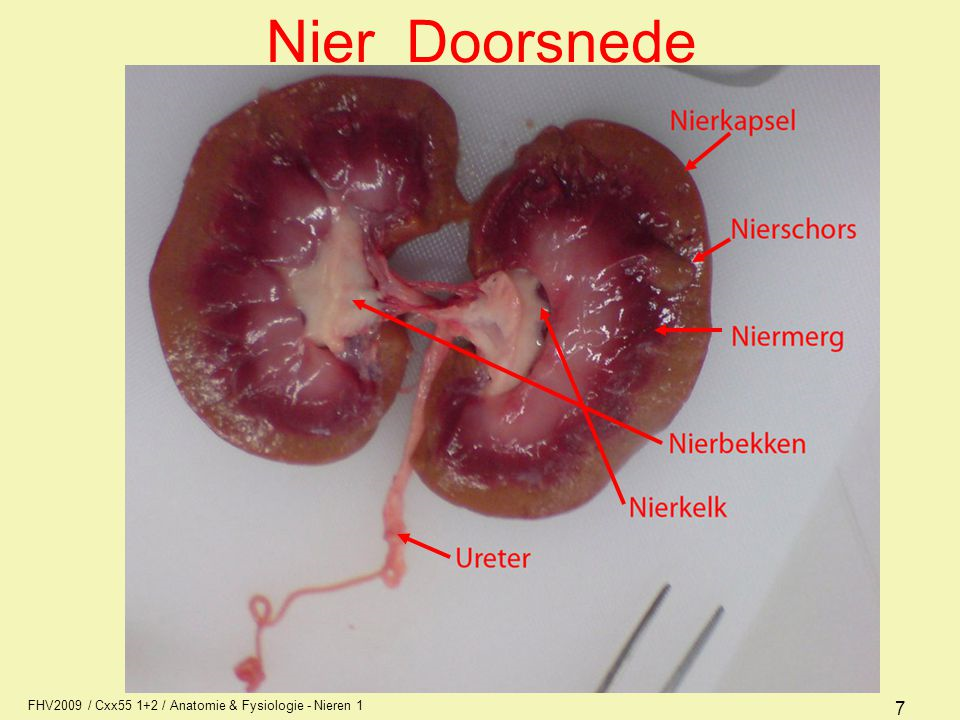 Nier Doorsnede
Nierkapsel
Nierschors
Niermerg
Nierbekken
Nierkelk
Ureter
FHV2009 / Cxx55 1+2 / Anatomie & Fysiologie - Nieren 1
7